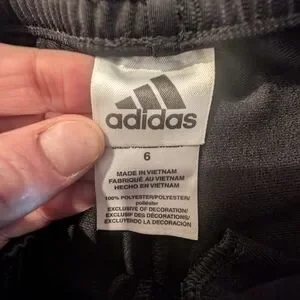 adidas
6
MADE IN VIETNAM
FABRIQUÉ AU VIETNAM
HECHO EN VIETNAM
100% POLYESTER/POLYESTER/
poliéster
EXCLUSIVE OF DECORATION/
EXCLUSIF DES DÉCORATIONS/
EXCLUYENDO LA DECORACIÓN